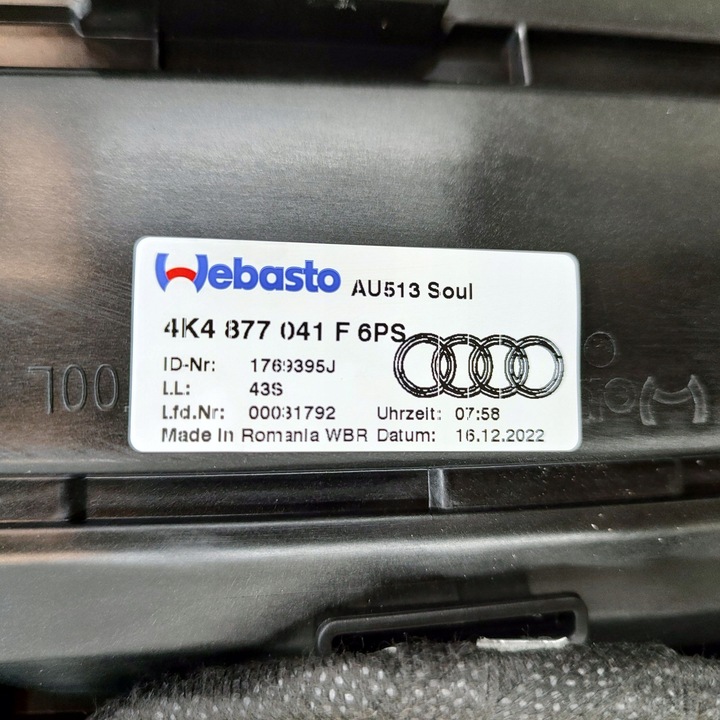 Webasto AU513 Soul
4K4 877 041 F 6PS
ID-Nr: 1769395J
LL: 43S
Lfd.Nr: 00031792 Uhrzeit: 07:58
Made in Romania WBR Datum: 16.12.2022